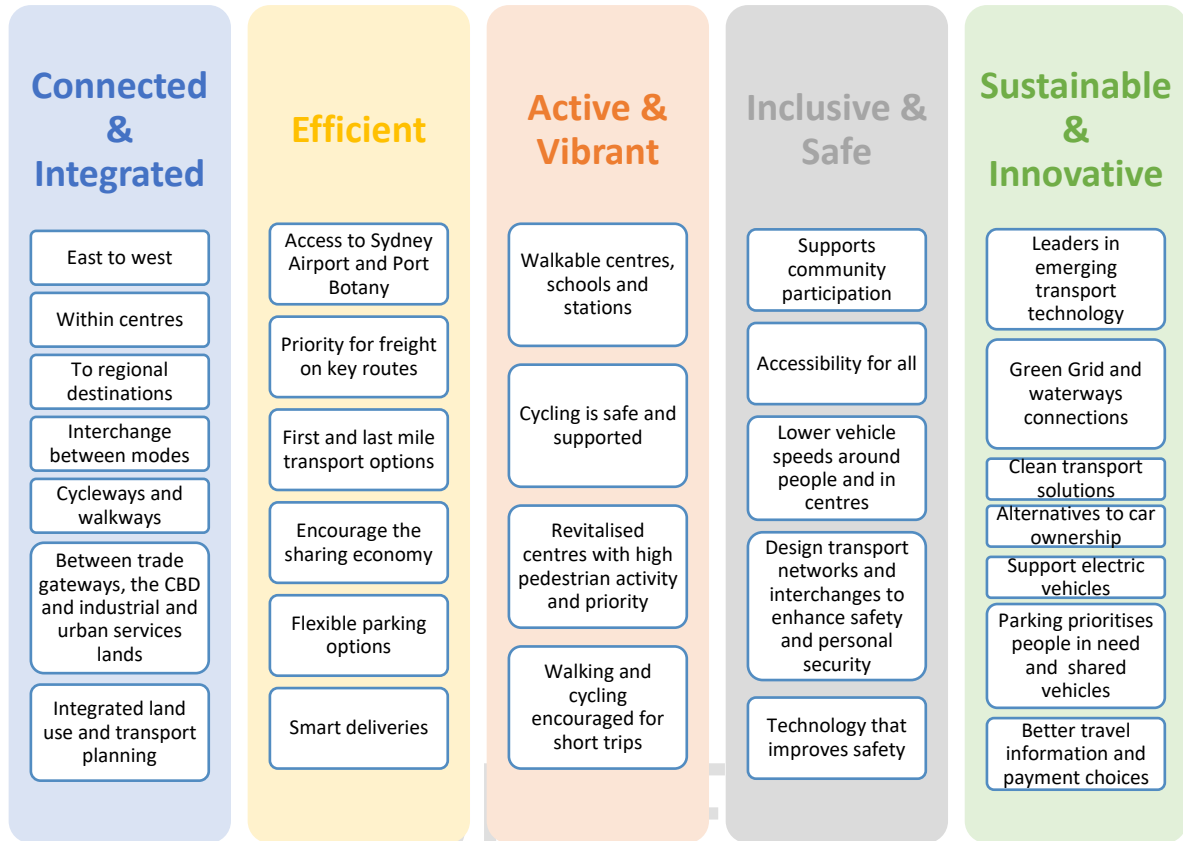 Connected
&
Integrated
East to west
Within centres
To regional
destinations
Interchange
between modes
Cycleways and
walkways
Between trade
gateways, the CBD
and industrial and
urban services
lands
Integrated land
use and transport
planning
Efficient
Access to Sydney
Airport and Port
Botany
Priority for freight
on key routes
First and last mile
transport options
Encourage the
sharing economy
Flexible parking
options
Smart deliveries
Active &
Vibrant
Walkable centres,
schools and
stations
Cycling is safe and
supported
Revitalised
centres with high
pedestrian activity
and priority
Walking and
cycling
encouraged for
short trips
Inclusive &
Safe
Supports
community
participation
Accessibility for all
Lower vehicle
speeds around
people and in
centres
Design transport
networks and
interchanges to
enhance safety
and personal
security
Technology that
improves safety
Sustainable
&
Innovative
Leaders in
emerging
transport
technology
Green Grid and
waterways
connections
Clean transport
solutions
Alternatives to car
ownership
Support electric
vehicles
Parking prioritises
people in need
and shared
vehicles
Better travel
information and
payment choices